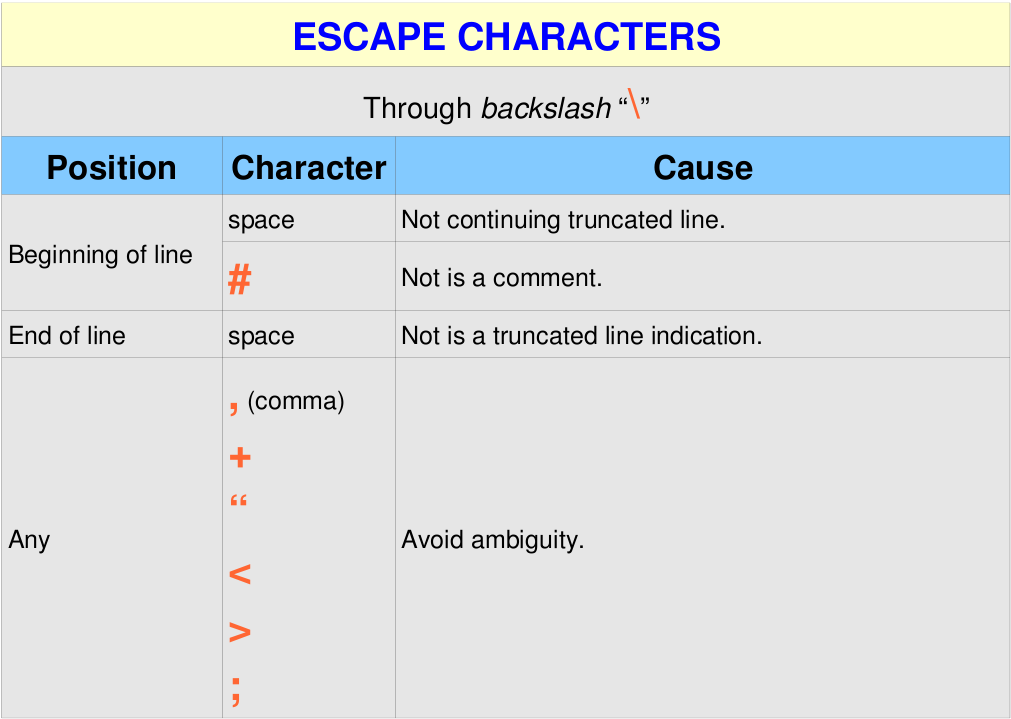 ESCAPE CHARACTERS
Through backslash “\”
Position Character Cause
Beginning of line
space Not continuing truncated line.
# Not is a comment.
End of line space Not is a truncated line indication.
Any
, (comma)
+
“
<
>
;
Avoid ambiguity.